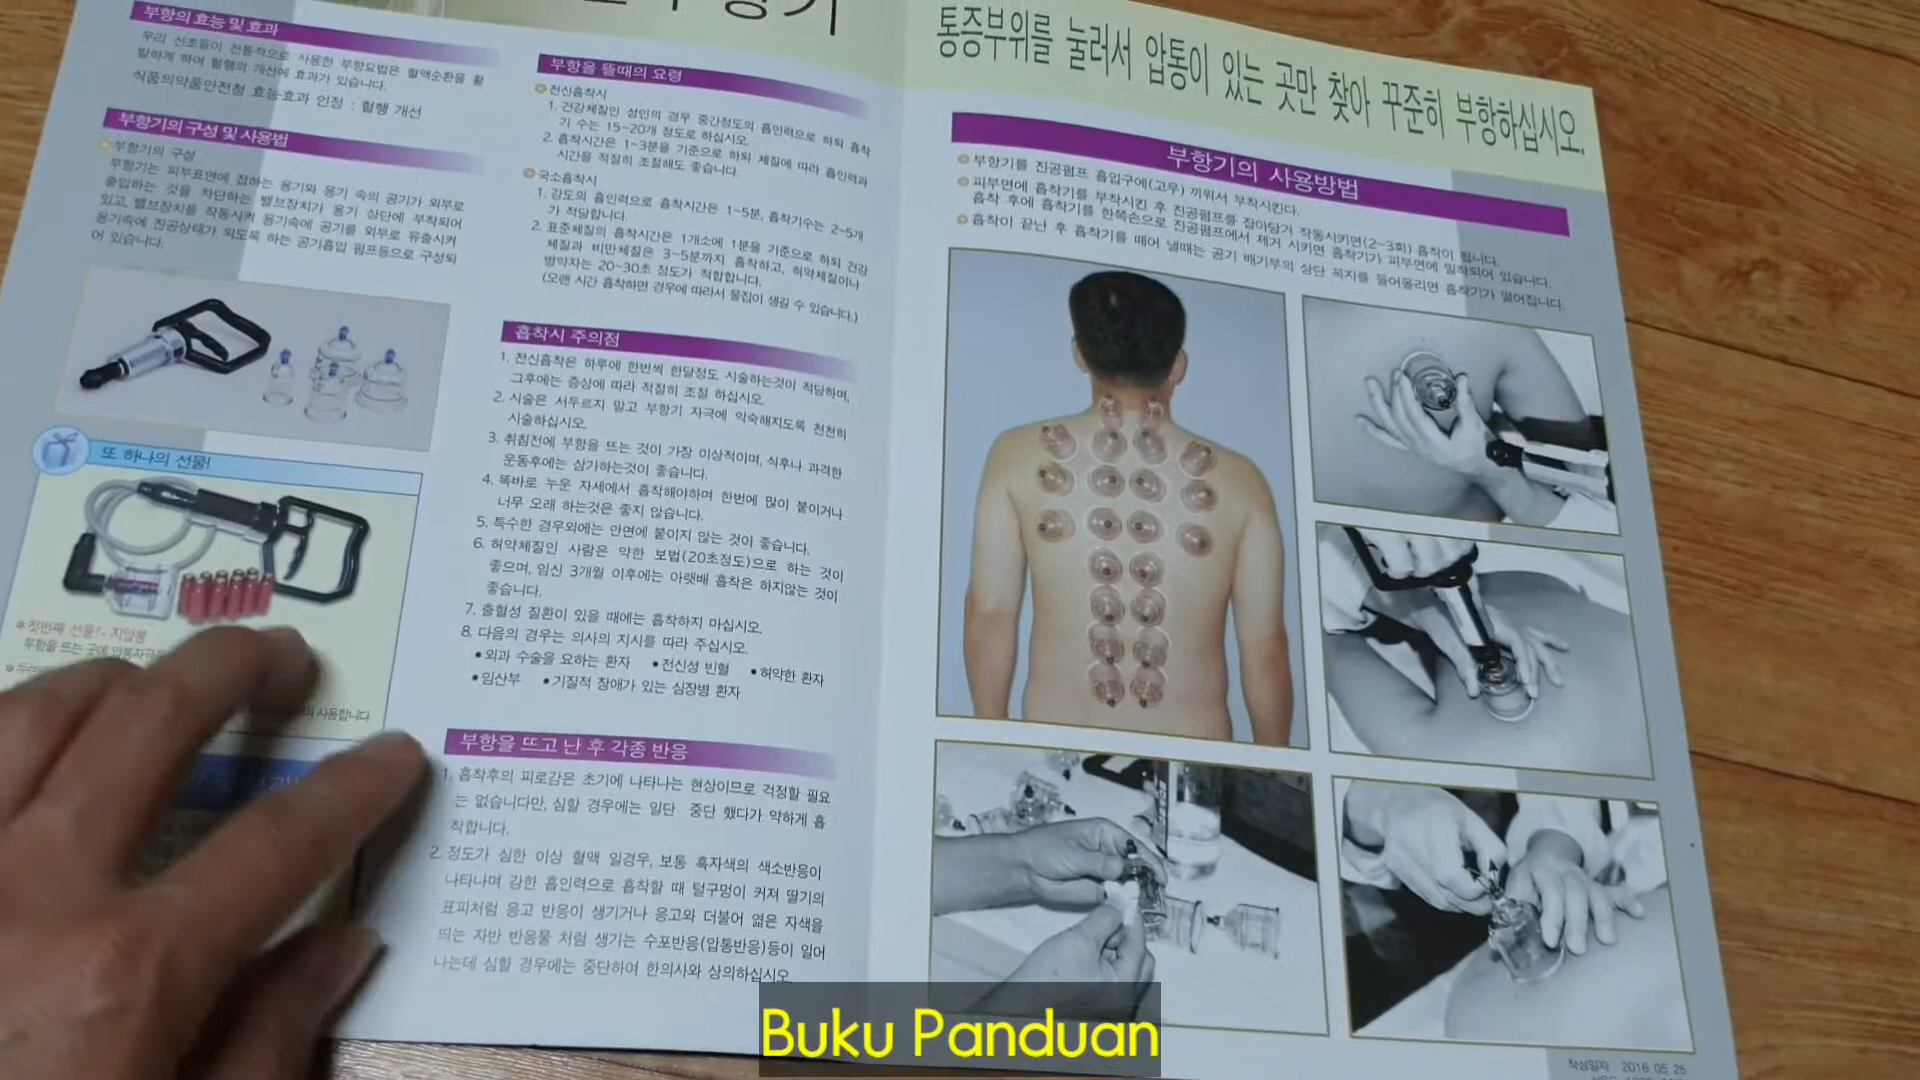 부항의 효능 및 효과
우리 선조들이 전통적으로 사용한 부항요법은 혈액순환을 활
발하게 하여 혈행의 개선에 효과가 있습니다.
식품의약품안전청 효능·효과 인정 : 혈행 개선
부항기의 구성 및 사용법
부항기의 구성
부항기는 피부표면에 접하는 용기와 용기 속의 공기가 외부로
출입하는 것을 차단하는 밸브장치가 용기 상단에 부착되어
있고, 밸브장치를 작동시켜 용기속에 공기를 외부로 유출시켜
용기속에 진공상태가 되도록 하는 공기흡입 펌프등으로 구성되
어 있습니다.
또 하나의 선물!
*첫번째 선물! - 지압봉
부항을 뜨는 곳에 압통자극
사용합니다
부항을 뜰때의 요령
전신흡착시
1. 건강체질인 성인의 경우 중간정도의 흡인력으로 하되 흡착
기 수는 15~20개 정도로 하십시오.
2. 흡착시간은 1~3분을 기준으로 하되 체질에 따라 흡인력과
시간을 적절히 조절해도 좋습니다.
국소흡착시
1. 강도의 흡인력으로 흡착시간은 1~5분, 흡착기수는 2~5개
가 적당합니다.
2. 표준체질의 흡착시간은 1개소에 1분을 기준으로 하되 건강
체질과 비만체질은 3~5분까지 흡착하고, 허약체질이나
병약자는 20~30초 정도가 적합합니다.
(오랜 시간 흡착하면 경우에 따라서 물집이 생길 수 있습니다.)
흡착시 주의점
1. 전신흡착은 하루에 한번씩 한달정도 시술하는것이 적당하며,
그후에는 증상에 따라 적절히 조절 하십시오.
2. 시술은 서두르지 말고 부항기 자극에 익숙해지도록 천천히
시술하십시오.
3. 취침전에 부항을 뜨는 것이 가장 이상적이며, 식후나 과격한
운동후에는 삼가하는것이 좋습니다.
4. 똑바로 누운 자세에서 흡착해야하며 한번에 많이 붙이거나
너무 오래 하는것은 좋지 않습니다.
5. 특수한 경우외에는 안면에 붙이지 않는 것이 좋습니다.
6. 허약체질인 사람은 약한 보법(20초정도)으로 하는 것이
좋으며, 임신 3개월 이후에는 아랫배 흡착은 하지않는 것이
좋습니다.
7. 출혈성 질환이 있을 때에는 흡착하지 마십시오.
8. 다음의 경우는 의사의 지시를 따라 주십시오.
•외과 수술을 요하는 환자 •전신성 빈혈 •허약한 환자
•임산부 •기질적 장애가 있는 심장병 환자
부항을 뜨고 난 후 각종 반응
1. 흡착후의 피로감은 초기에 나타나는 현상이므로 걱정할 필요
는 없습니다만, 심할 경우에는 일단 중단 했다가 약하게 흡
착합니다.
2. 정도가 심한 이상 혈액 일경우, 보통 흑자색의 색소반응이
나타나며 강한 흡인력으로 흡착할 때 털구멍이 커져 딸기의
표피처럼 응고 반응이 생기거나 응고와 더불어 엷은 자색을
띄는 자반 반응물 처럼 생기는 수포반응(압통반응)등이 일어
나는데 심할 경우에는 중단하여 한의사와 상의하십시오.
통증부위를 눌러서 압통이 있는 곳만 찾아 꾸준히 부항하십시오.
부항기의 사용방법
부항기를 진공펌프 흡입구에(고무) 끼워서 부착시킨다.
피부면에 흡착기를 부착시킨 후 진공펌프를 잡아당겨 작동시키면(2~3회) 흡착이 됩니다.
흡착 후에 흡착기를 한쪽손으로 진공펌프에서 제거 시키면 흡착기가 피부면에 밀착되어 있습니다.
흡착이 끝난 후 흡착기를 떼어 낼때는 공기 배기부의 상단 꼭지를 들어올리면 흡착기가 떨어집니다.
작성일자 2016.05.25
Buku Panduan